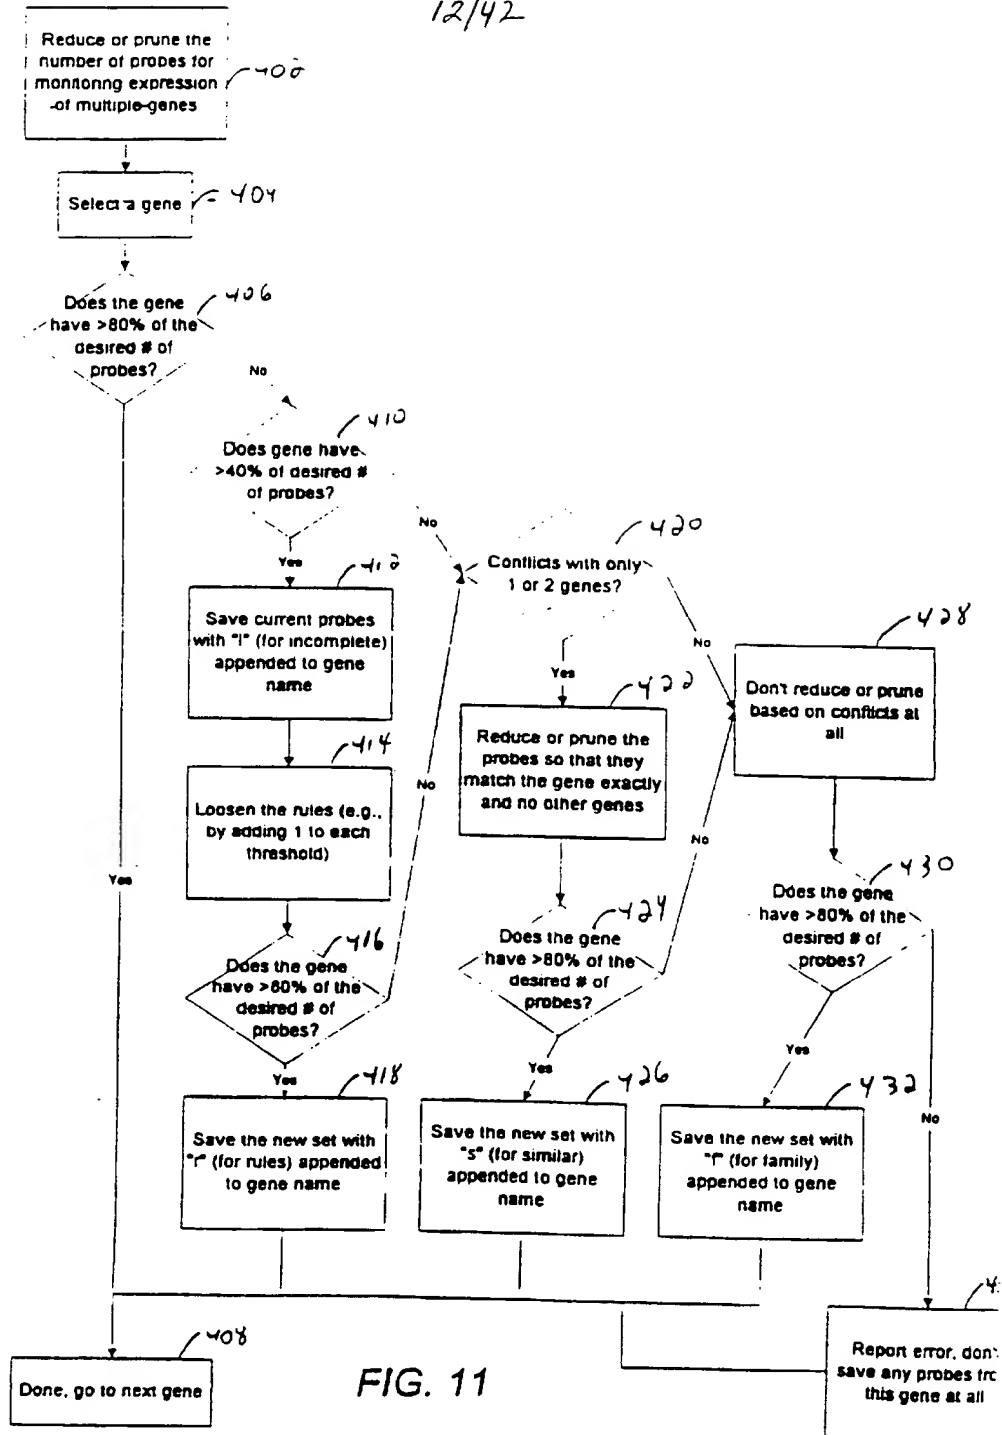 12/42
Reduce or prune the
number of probes for
monitoring expression
of multiple genes
402
Select a gene
404
Does the gene
have >80% of the
desired # of
probes?
406
No
Does gene have
>40% of desired #
of probes?
410
No
Yes
Save current probes
with "I" (for incomplete)
appended to gene
name
412
Loosen the rules (e.g.,
by adding 1 to each
threshold)
414
Does the gene
have >80% of the
desired # of
probes?
416
No
Yes
Save the new set with
"r" (for rules) appended
to gene name
418
Conflicts with only
1 or 2 genes?
420
No
Yes
Reduce or prune the
probes so that they
match the gene exactly
and no other genes
422
Does the gene
have >80% of the
desired # of
probes?
424
No
Yes
Save the new set with
"s" (for similar)
appended to gene
name
426
Don't reduce or prune
based on conflicts at
all
428
Does the gene
have >80% of the
desired # of
probes?
430
Yes
No
Save the new set with
"f" (for family)
appended to gene
name
432
Yes
Done, go to next gene
408
FIG. 11
Report error, don't
save any probes fro
this gene at all